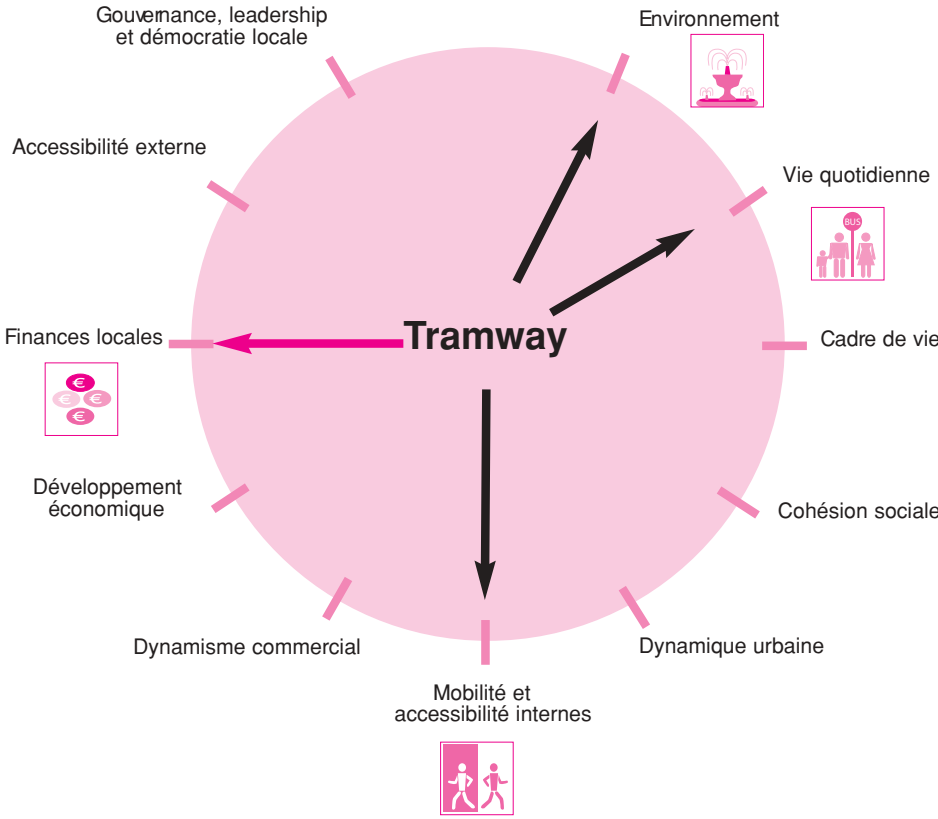 Gouvernance, leadership
et démocratie locale
Environnement
Accessibilité externe
Vie quotidienne
BUS
Finances locales
Tramway
Cadre de vie
€
€ €
€
Développement
économique
Cohésion sociale
Dynamisme commercial
Dynamique urbaine
Mobilité et
accessibilité internes